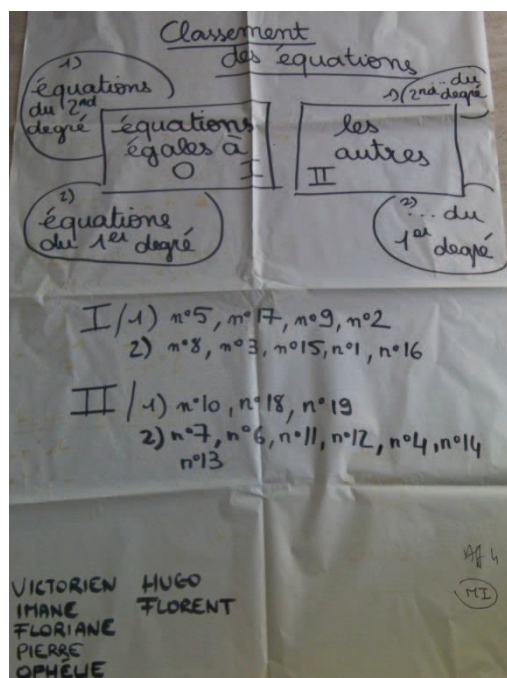 Classement
des équations
1)
équations
du 2nd
degré
équations
égales à
0 I
les
autres
II
1) ... du
2nd degré
2)
équations
du 1er degré
2)
... du
1er
degré
I/1) n°5, n°17, n°9, n°2
2) n°8, n°3, n°15, n°1, n°16
II/1) n°10, n°18, n°19
2) n°7, n°6, n°11, n°12, n°4, n°14
n°13
Aff 4
MI
VICTORIEN HUGO
IMANE FLORENT
FLORIANE
PIERRE
OPHÉLIE